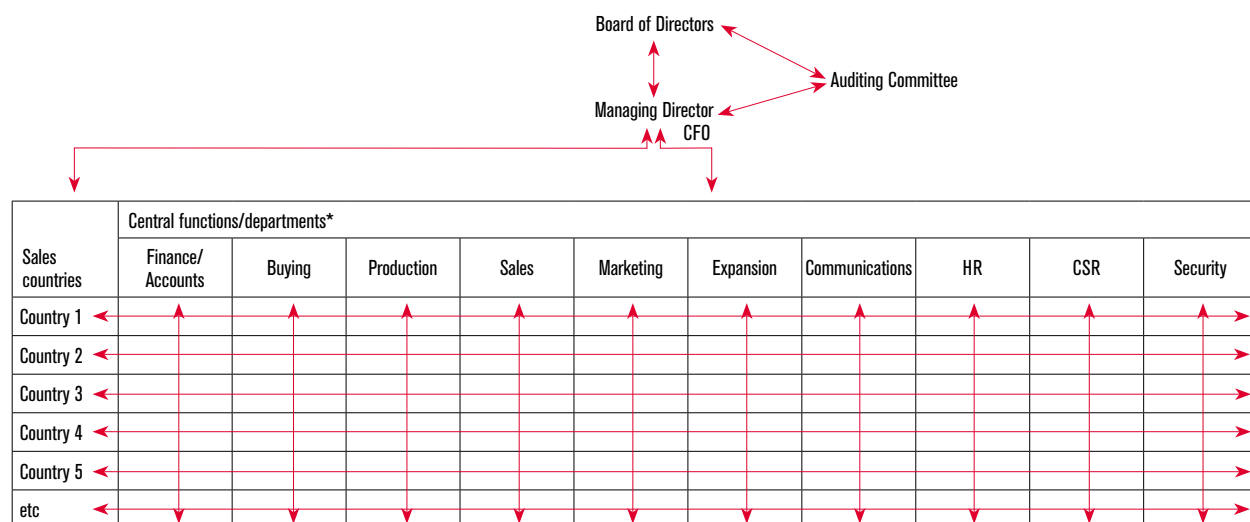 Board of Directors
Auditing Committee
Managing Director
CFO
Sales
countries
Central functions/departments*
Finance/
Accounts
Buying
Production
Sales
Marketing
Expansion
Communications
HR
CSR
Security
Country 1
Country 2
Country 3
Country 4
Country 5
etc